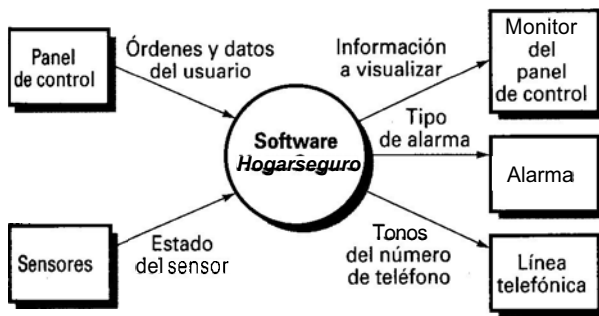 Panel
de control
Órdenes y datos
del usuario
Información
a visualizar
Monitor
del
panel
de control
Software
Hogarseguro
Tipo
de alarma
Alarma
Sensores
Estado
del sensor
Tonos
del número
de teléfono
Línea
telefónica